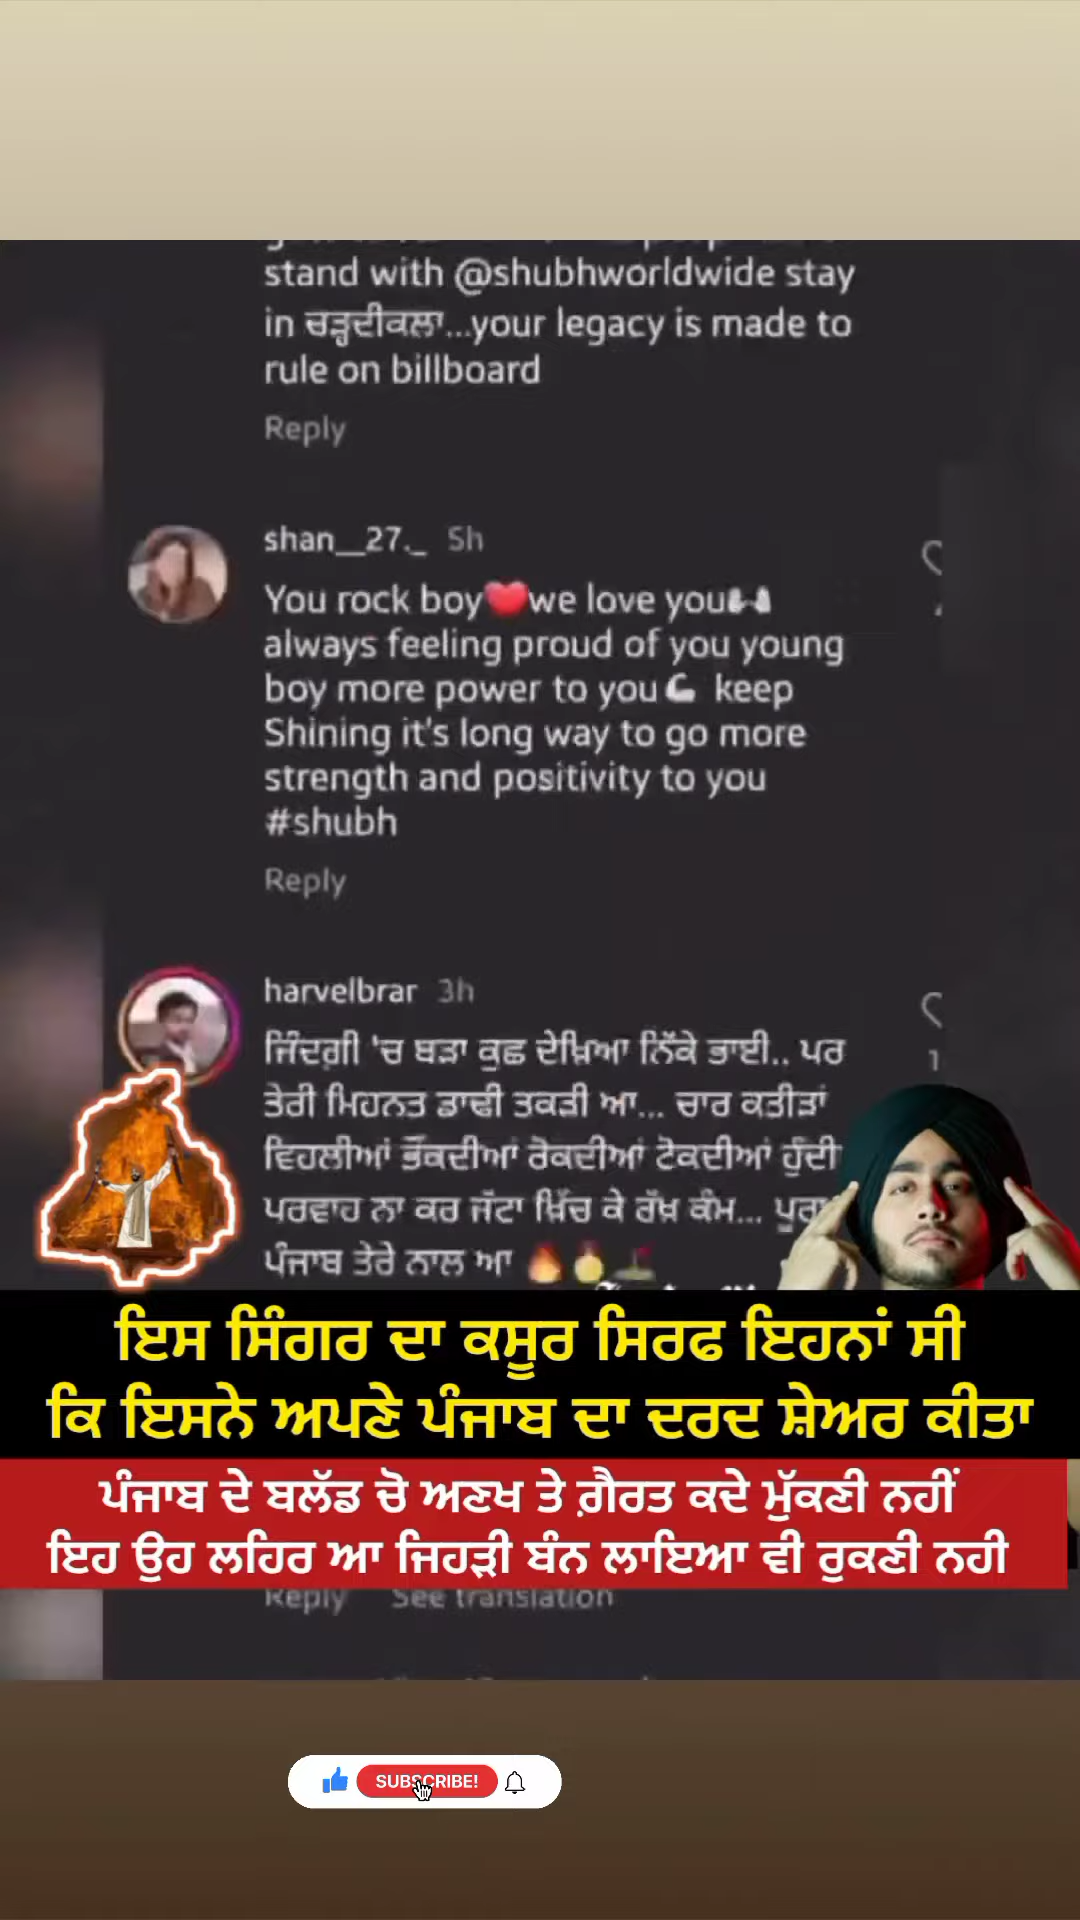 stand with @shubhworldwide stay
in ਚੜ੍ਹਦੀਕਲਾ...your legacy is made to
rule on billboard
Reply
shan__27._ 5h
You rock boy❤️we love you🙌
always feeling proud of you young
boy more power to you💪 keep
Shining it's long way to go more
strength and positivity to you
#shubh
Reply
harvelbrar 3h
ਜ਼ਿੰਦਗੀ 'ਚ ਬੜਾ ਕੁਛ ਦੇਖ਼ਿਆ ਨਿੱਕੇ ਭਾਈ.. ਪਰ
ਤੇਰੀ ਮਿਹਨਤ ਡਾਢੀ ਤਕੜੀ ਆ... ਚਾਰ ਕਤੀੜਾਂ
ਵਿਹਲੀਆਂ ਭੌਂਕਦੀਆਂ ਰੋਕਦੀਆਂ ਟੋਕਦੀਆਂ ਹੁੰਦੀ
ਪਰਵਾਹ ਨਾ ਕਰ ਜੱਟਾ ਖਿੱਚ ਕੇ ਰੱਖ ਕੰਮ... ਪੂਰਾ
ਪੰਜਾਬ ਤੇਰੇ ਨਾਲ ਆ 🔥
1
ਇਸ ਸਿੰਗਰ ਦਾ ਕਸੂਰ ਸਿਰਫ ਇਹਨਾਂ ਸੀ
ਕਿ ਇਸਨੇ ਅਪਣੇ ਪੰਜਾਬ ਦਾ ਦਰਦ ਸ਼ੇਅਰ ਕੀਤਾ
ਪੰਜਾਬ ਦੇ ਬਲੱਡ ਚੋ ਅਣਖ ਤੇ ਗ਼ੈਰਤ ਕਦੇ ਮੁੱਕਣੀ ਨਹੀਂ
ਇਹ ਉਹ ਲਹਿਰ ਆ ਜਿਹੜੀ ਬੰਨ ਲਾਇਆ ਵੀ ਰੁਕਣੀ ਨਹੀ
Reply See translation
SUBSCRIBE!